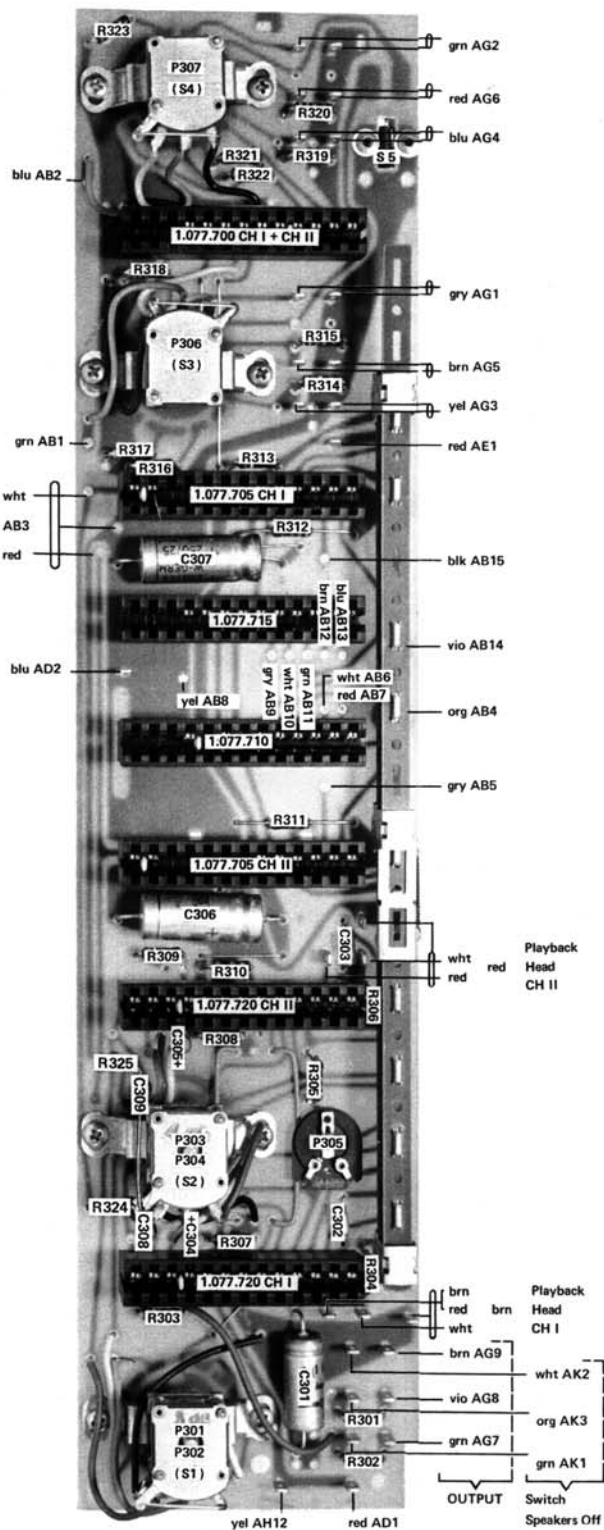 R323
grn AG2
P307
(S4)
red AG6
R320
blu AG4
R319
S 5
R321
R322
blu AB2
1.077.700 CH I + CH II
R318
gry AG1
R315
P306
(S3)
brn AG5
R314
yel AG3
grn AB1
red AE1
R317
R316
R313
wht
1.077.705 CH I
AB3
R312
red
C307
250/25
W-GERM
blk AB15
1.077.715
brn AB12
blu AB13
vio AB14
blu AD2
yel AB8
gry AB9
wht AB10
grn AB11
wht AB6
red AB7
org AB4
1.077.710
gry AB5
R311
1.077.705 CH II
C306
C303
R309
R310
wht
red
red
Playback
Head
CH II
1.077.720 CH II
R306
C305+
R308
R325
R305
C309
P303
P304
(S2)
P305
R324
C308
+C304
R307
C302
R304
1.077.720 CH I
R303
brn
red
wht
brn
Playback
Head
CH I
brn AG9
wht AK2
C301
vio AG8
R301
org AK3
P301
P302
(S1)
grn AG7
R302
grn AK1
OUTPUT
Switch
Speakers Off
yel AH12
red AD1